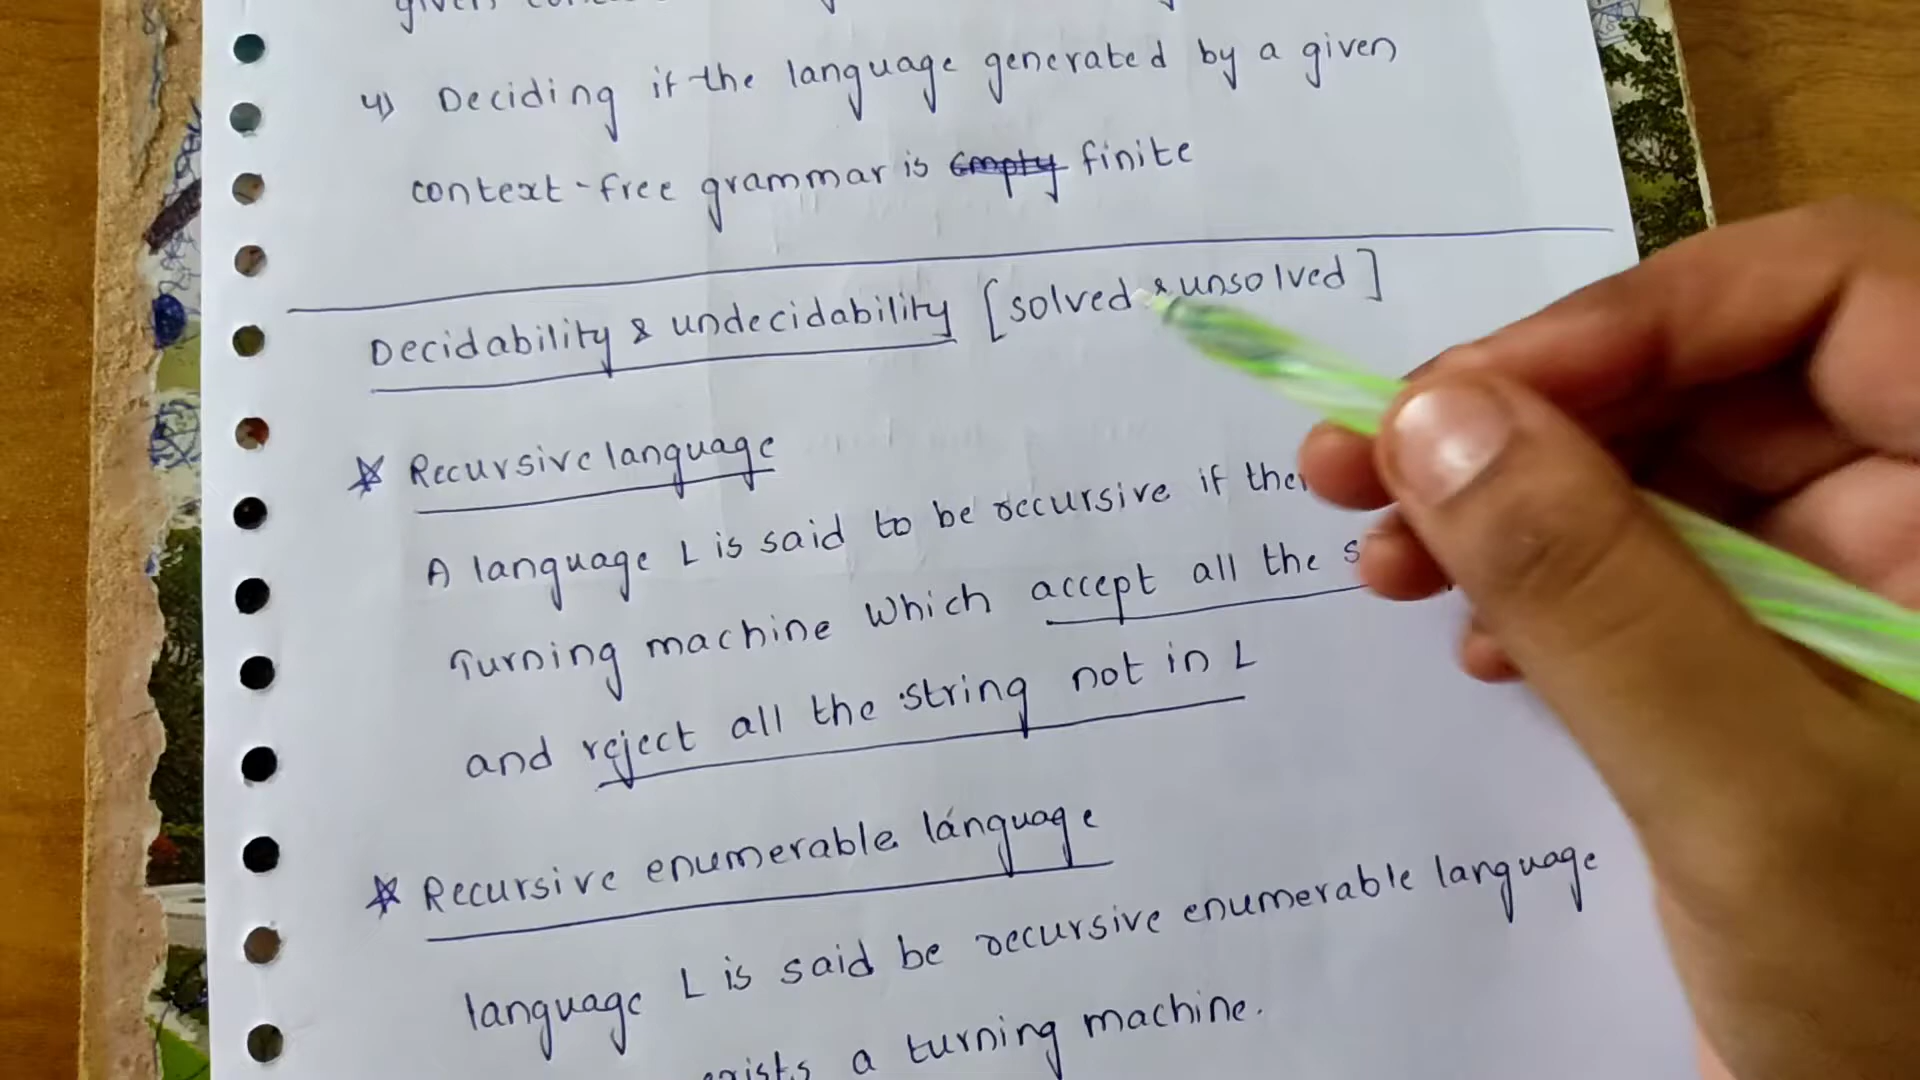 given
4) Deciding if the language generated by a given
context-free grammar is empty finite
Decidability & undecidability [solved & unsolved]
Recursive language
A language L is said to be recursive if
Turning machine which accept all the
and reject all the string not in L
Recursive enumerable language
language L is said be recursive enumerable language
exists a turning machine.